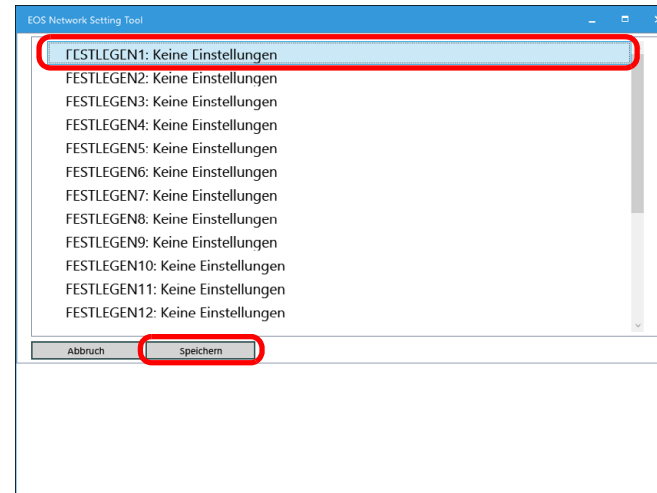 EOS Network Setting Tool
FESTLEGEN1: Keine Einstellungen
FESTLEGEN2: Keine Einstellungen
FESTLEGEN3: Keine Einstellungen
FESTLEGEN4: Keine Einstellungen
FESTLEGEN5: Keine Einstellungen
FESTLEGEN6: Keine Einstellungen
FESTLEGEN7: Keine Einstellungen
FESTLEGEN8: Keine Einstellungen
FESTLEGEN9: Keine Einstellungen
FESTLEGEN10: Keine Einstellungen
FESTLEGEN11: Keine Einstellungen
FESTLEGEN12: Keine Einstellungen
Abbruch Speichern